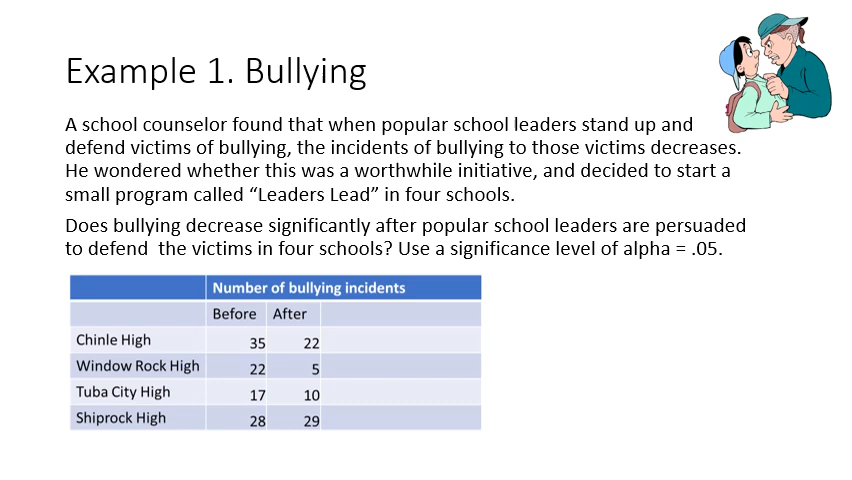 Example 1. Bullying
A school counselor found that when popular school leaders stand up and
defend victims of bullying, the incidents of bullying to those victims decreases.
He wondered whether this was a worthwhile initiative, and decided to start a
small program called “Leaders Lead” in four schools.
Does bullying decrease significantly after popular school leaders are persuaded
to defend  the victims in four schools? Use a significance level of alpha = .05.
Number of bullying incidents
Before After
Chinle High 35 22
Window Rock High 22 5
Tuba City High 17 10
Shiprock High 28 29